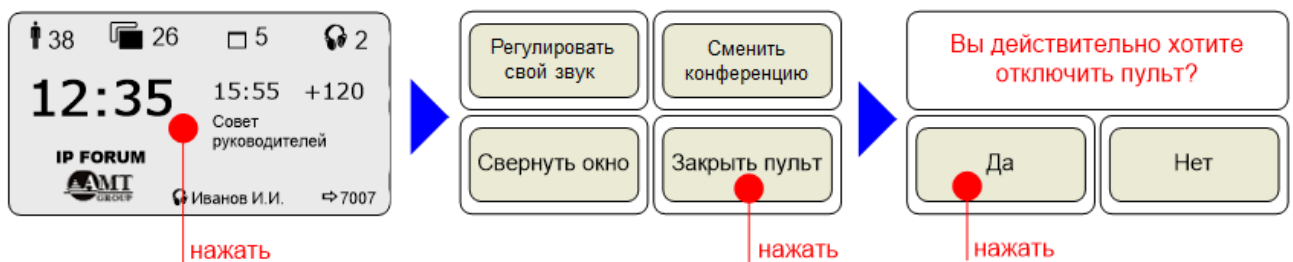 38 26 5 2
12:35
15:55 +120
Совет
руководителей
IP FORUM
AMT
GROUP
Иванов И.И. ⇨7007
нажать
Регулировать
свой звук
Сменить
конференцию
Свернуть окно
Закрыть пульт
нажать
Вы действительно хотите
отключить пульт?
Да
Нет
нажать